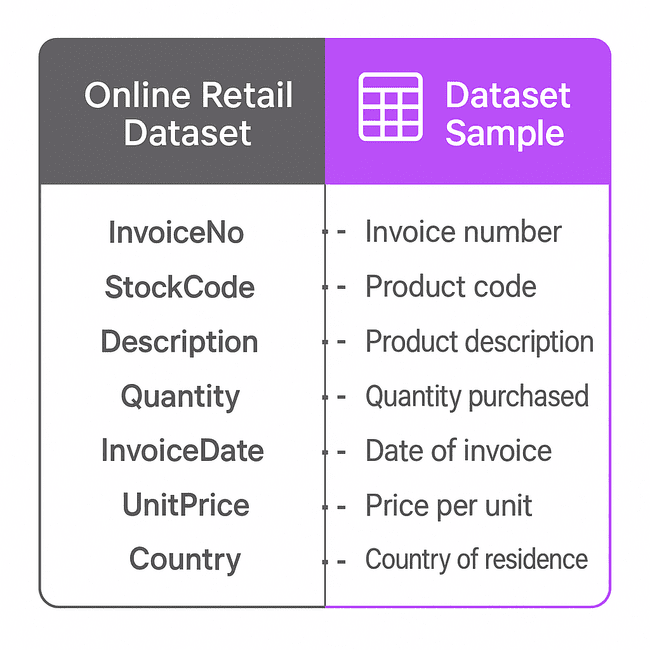 Online Retail
Dataset
Dataset
Sample
InvoiceNo -- Invoice number
StockCode -- Product code
Description -- Product description
Quantity -- Quantity purchased
InvoiceDate -- Date of invoice
UnitPrice -- Price per unit
Country -- Country of residence